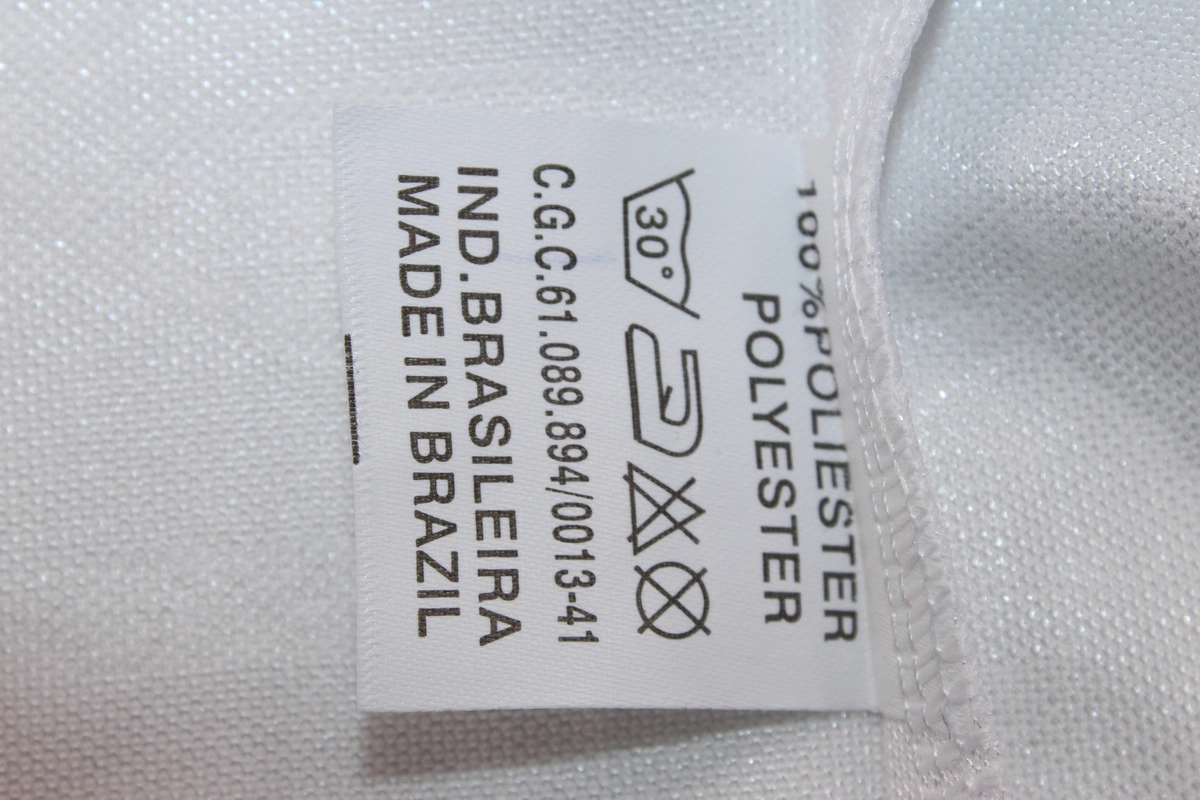 100%POLIESTER
POLYESTER
30°
C.G.C.61.089.894/0013-41
IND.BRASILEIRA
MADE IN BRAZIL